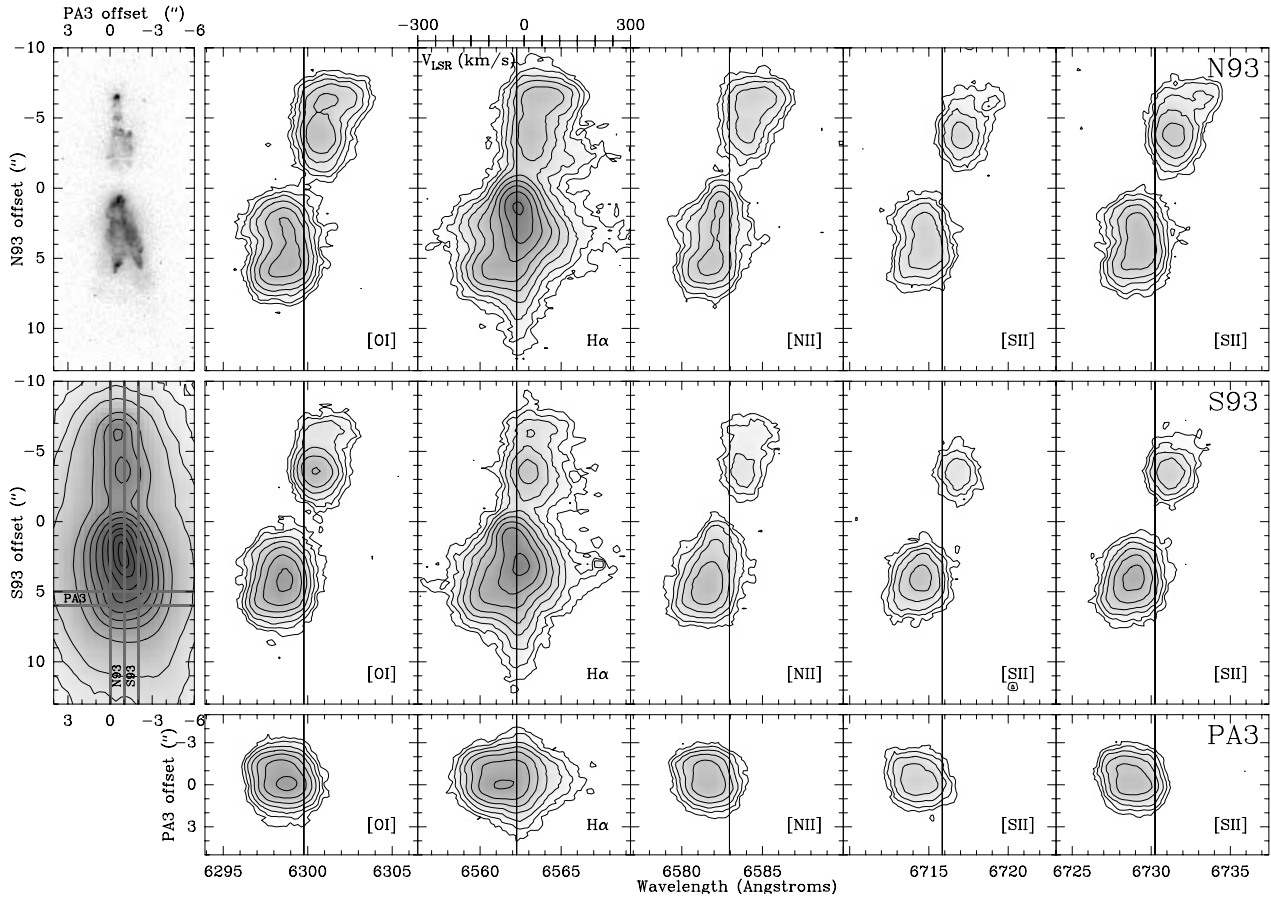 PA3 offset (″)
3 0 −3 −6
−300 0 300
V_LSR (km/s)
N93
−10
−5
0
5
10
N93 offset (″)
[OI] Hα [NII] [SII] [SII]
S93
−10
−5
0
5
10
S93 offset (″)
PA3
N93
S93
[OI] Hα [NII] [SII] [SII]
3 0 −3 −6
PA3
−3
0
3
PA3 offset (″)
[OI] Hα [NII] [SII] [SII]
6295 6300 6305 6560 6565 6580 6585 6715 6720 6725 6730 6735
Wavelength (Angstroms)